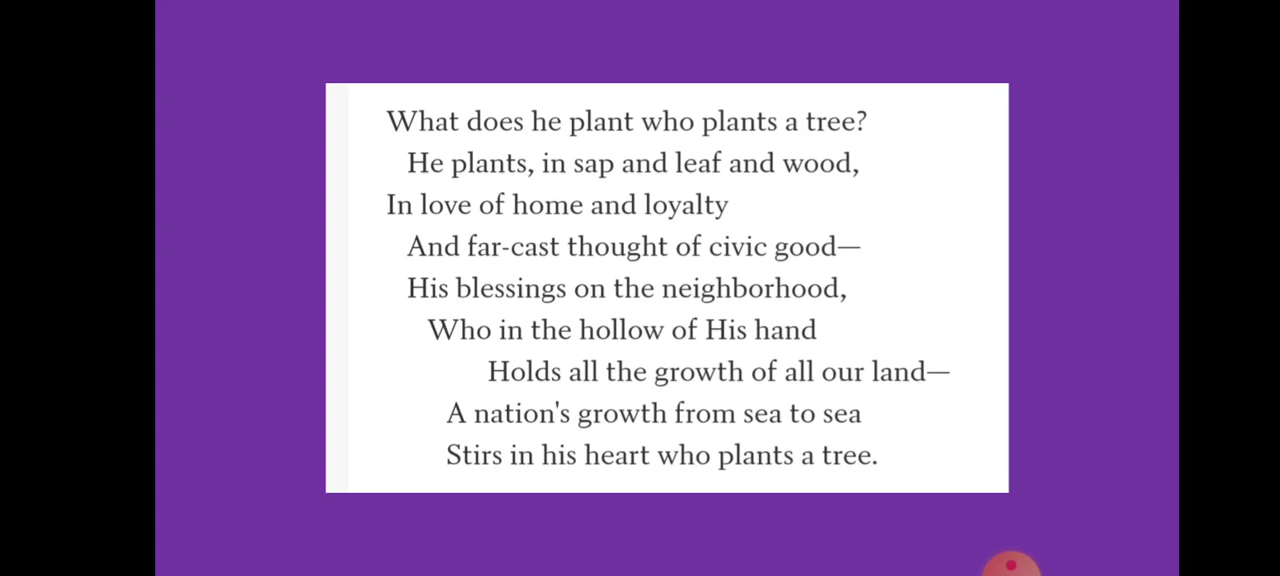 What does he plant who plants a tree?
He plants, in sap and leaf and wood,
In love of home and loyalty
And far-cast thought of civic good—
His blessings on the neighborhood,
Who in the hollow of His hand
Holds all the growth of all our land—
A nation's growth from sea to sea
Stirs in his heart who plants a tree.